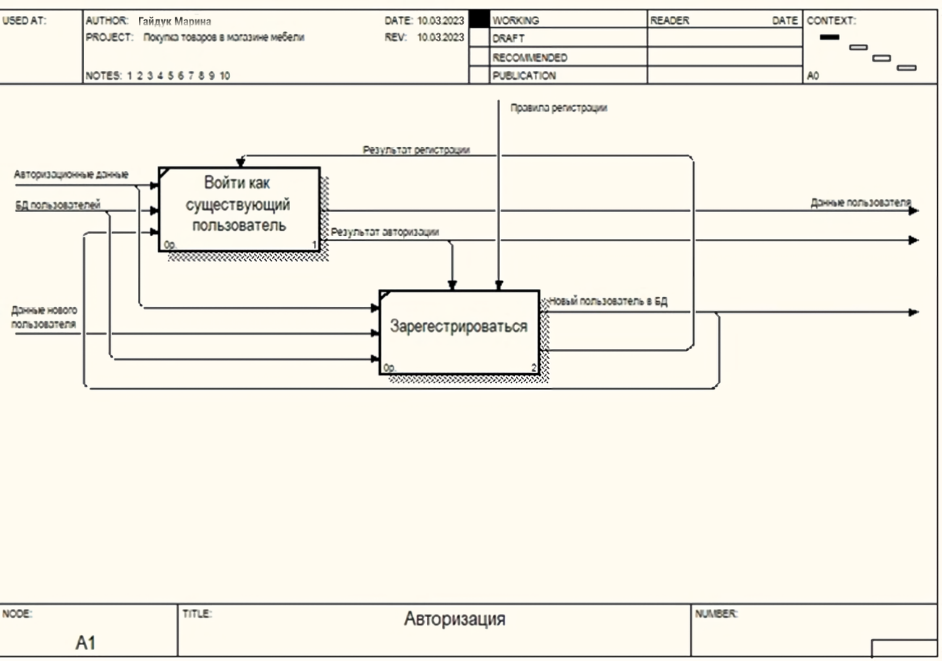 USED AT:
AUTHOR: Гайдук Марина
DATE: 10.03.2023
WORKING
READER
DATE
CONTEXT:
PROJECT: Покупка товаров в магазине мебели
REV: 10.03.2023
DRAFT
RECOMMENDED
NOTES: 1 2 3 4 5 6 7 8 9 10
PUBLICATION
A0
Правила регистрации
Результат регистрации
Авторизационные данные
Войти как
существующий
пользователь
0р.
1
БД пользователей
Данные пользователя
Результат авторизации
Новый пользователь в БД
Данные нового
пользователя
Зарегестрироваться
0р.
2
NODE:
A1
TITLE:
Авторизация
NUMBER: